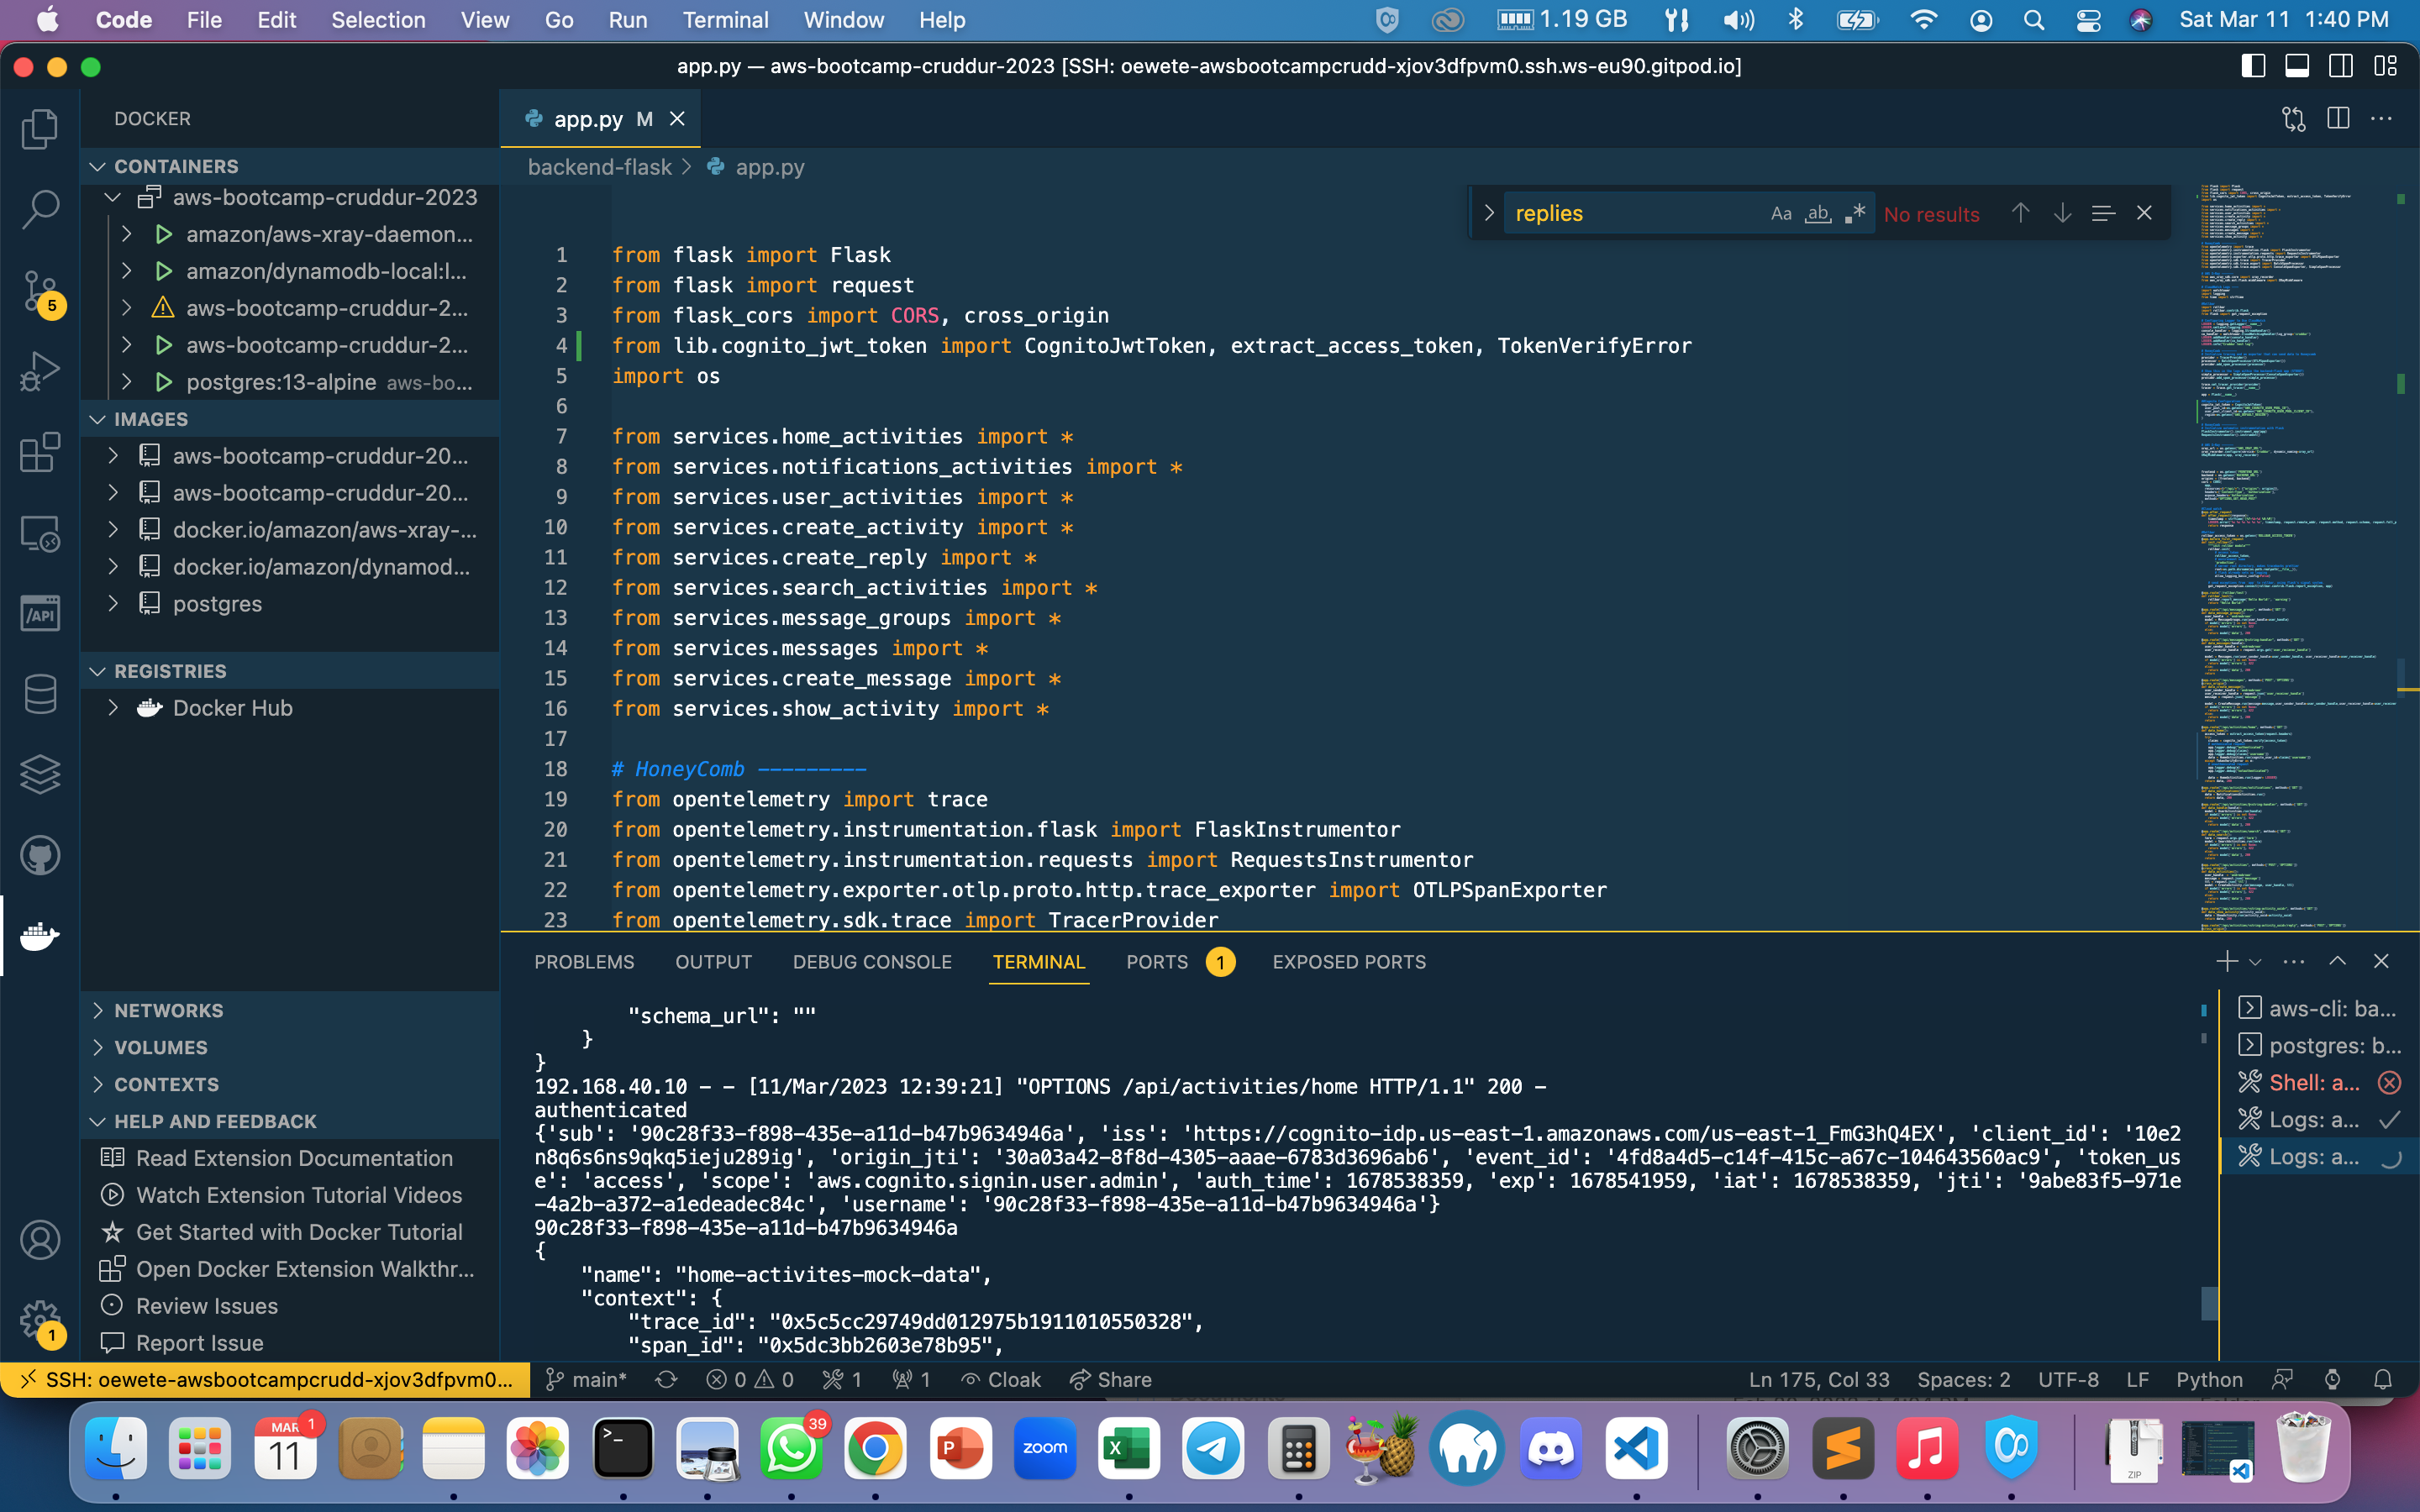 Code File Edit Selection View Go Run Terminal Window Help 1.19 GB Sat Mar 11 1:40 PM
app.py — aws-bootcamp-cruddur-2023 [SSH: oewete-awsbootcampcrudd-xjov3dfpvm0.ssh.ws-eu90.gitpod.io]
DOCKER
CONTAINERS
aws-bootcamp-cruddur-2023
amazon/aws-xray-daemon...
amazon/dynamodb-local:l...
aws-bootcamp-cruddur-2...
aws-bootcamp-cruddur-2...
postgres:13-alpine aws-bo...
IMAGES
aws-bootcamp-cruddur-20...
aws-bootcamp-cruddur-20...
docker.io/amazon/aws-xray-...
docker.io/amazon/dynamod...
postgres
REGISTRIES
Docker Hub
NETWORKS
VOLUMES
CONTEXTS
HELP AND FEEDBACK
Read Extension Documentation
Watch Extension Tutorial Videos
Get Started with Docker Tutorial
Open Docker Extension Walkthr...
Review Issues
Report Issue
5
/API
1
app.py M
backend-flask > app.py
replies Aa ab No results
1 from flask import Flask
2 from flask import request
3 from flask_cors import CORS, cross_origin
4 from lib.cognito_jwt_token import CognitoJwtToken, extract_access_token, TokenVerifyError
5 import os
6
7 from services.home_activities import *
8 from services.notifications_activities import *
9 from services.user_activities import *
10 from services.create_activity import *
11 from services.create_reply import *
12 from services.search_activities import *
13 from services.message_groups import *
14 from services.messages import *
15 from services.create_message import *
16 from services.show_activity import *
17
18 # HoneyComb ---------
19 from opentelemetry import trace
20 from opentelemetry.instrumentation.flask import FlaskInstrumentor
21 from opentelemetry.instrumentation.requests import RequestsInstrumentor
22 from opentelemetry.exporter.otlp.proto.http.trace_exporter import OTLPSpanExporter
23 from opentelemetry.sdk.trace import TracerProvider
PROBLEMS OUTPUT DEBUG CONSOLE TERMINAL PORTS 1 EXPOSED PORTS
"schema_url": ""
}
}
192.168.40.10 - - [11/Mar/2023 12:39:21] "OPTIONS /api/activities/home HTTP/1.1" 200 -
authenticated
{'sub': '90c28f33-f898-435e-a11d-b47b9634946a', 'iss': 'https://cognito-idp.us-east-1.amazonaws.com/us-east-1_FmG3hQ4EX', 'client_id': '10e2
n8q6s6ns9qkq5ieju289ig', 'origin_jti': '30a03a42-8f8d-4305-aaae-6783d3696ab6', 'event_id': '4fd8a4d5-c14f-415c-a67c-104643560ac9', 'token_us
e': 'access', 'scope': 'aws.cognito.signin.user.admin', 'auth_time': 1678538359, 'exp': 1678541959, 'iat': 1678538359, 'jti': '9abe83f5-971e
-4a2b-a372-a1edeadec84c', 'username': '90c28f33-f898-435e-a11d-b47b9634946a'}
90c28f33-f898-435e-a11d-b47b9634946a
{
"name": "home-activites-mock-data",
"context": {
"trace_id": "0x5c5cc29749dd012975b1911010550328",
"span_id": "0x5dc3bb2603e78b95",
aws-cli: ba...
postgres: b...
Shell: a...
Logs: a...
Logs: a...
SSH: oewete-awsbootcampcrudd-xjov3dfpvm0... main* 0 0 1 1 Cloak Share Ln 175, Col 33 Spaces: 2 UTF-8 LF Python
MAR 1
11
39
P
zoom
X
ZIP